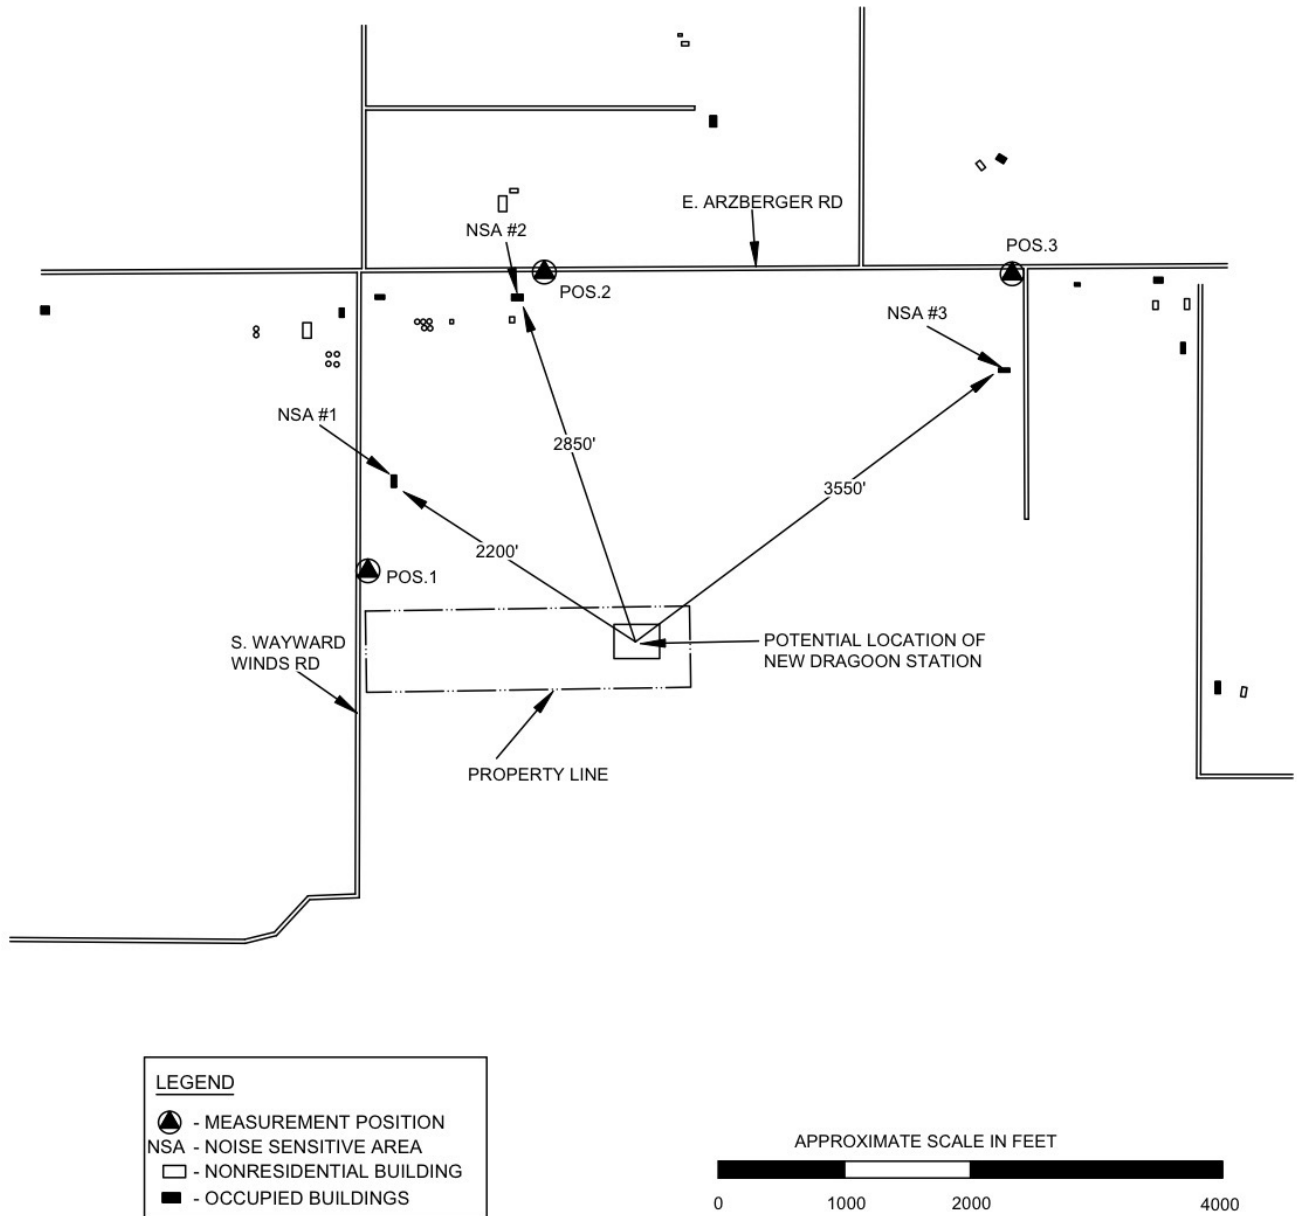 E. ARZBERGER RD
NSA #2
POS.3
POS.2
NSA #3
NSA #1
2850'
3550'
2200'
POS.1
S. WAYWARD
WINDS RD
POTENTIAL LOCATION OF
NEW DRAGOON STATION
PROPERTY LINE
LEGEND
- MEASUREMENT POSITION
NSA - NOISE SENSITIVE AREA
- NONRESIDENTIAL BUILDING
- OCCUPIED BUILDINGS
APPROXIMATE SCALE IN FEET
0 1000 2000 4000